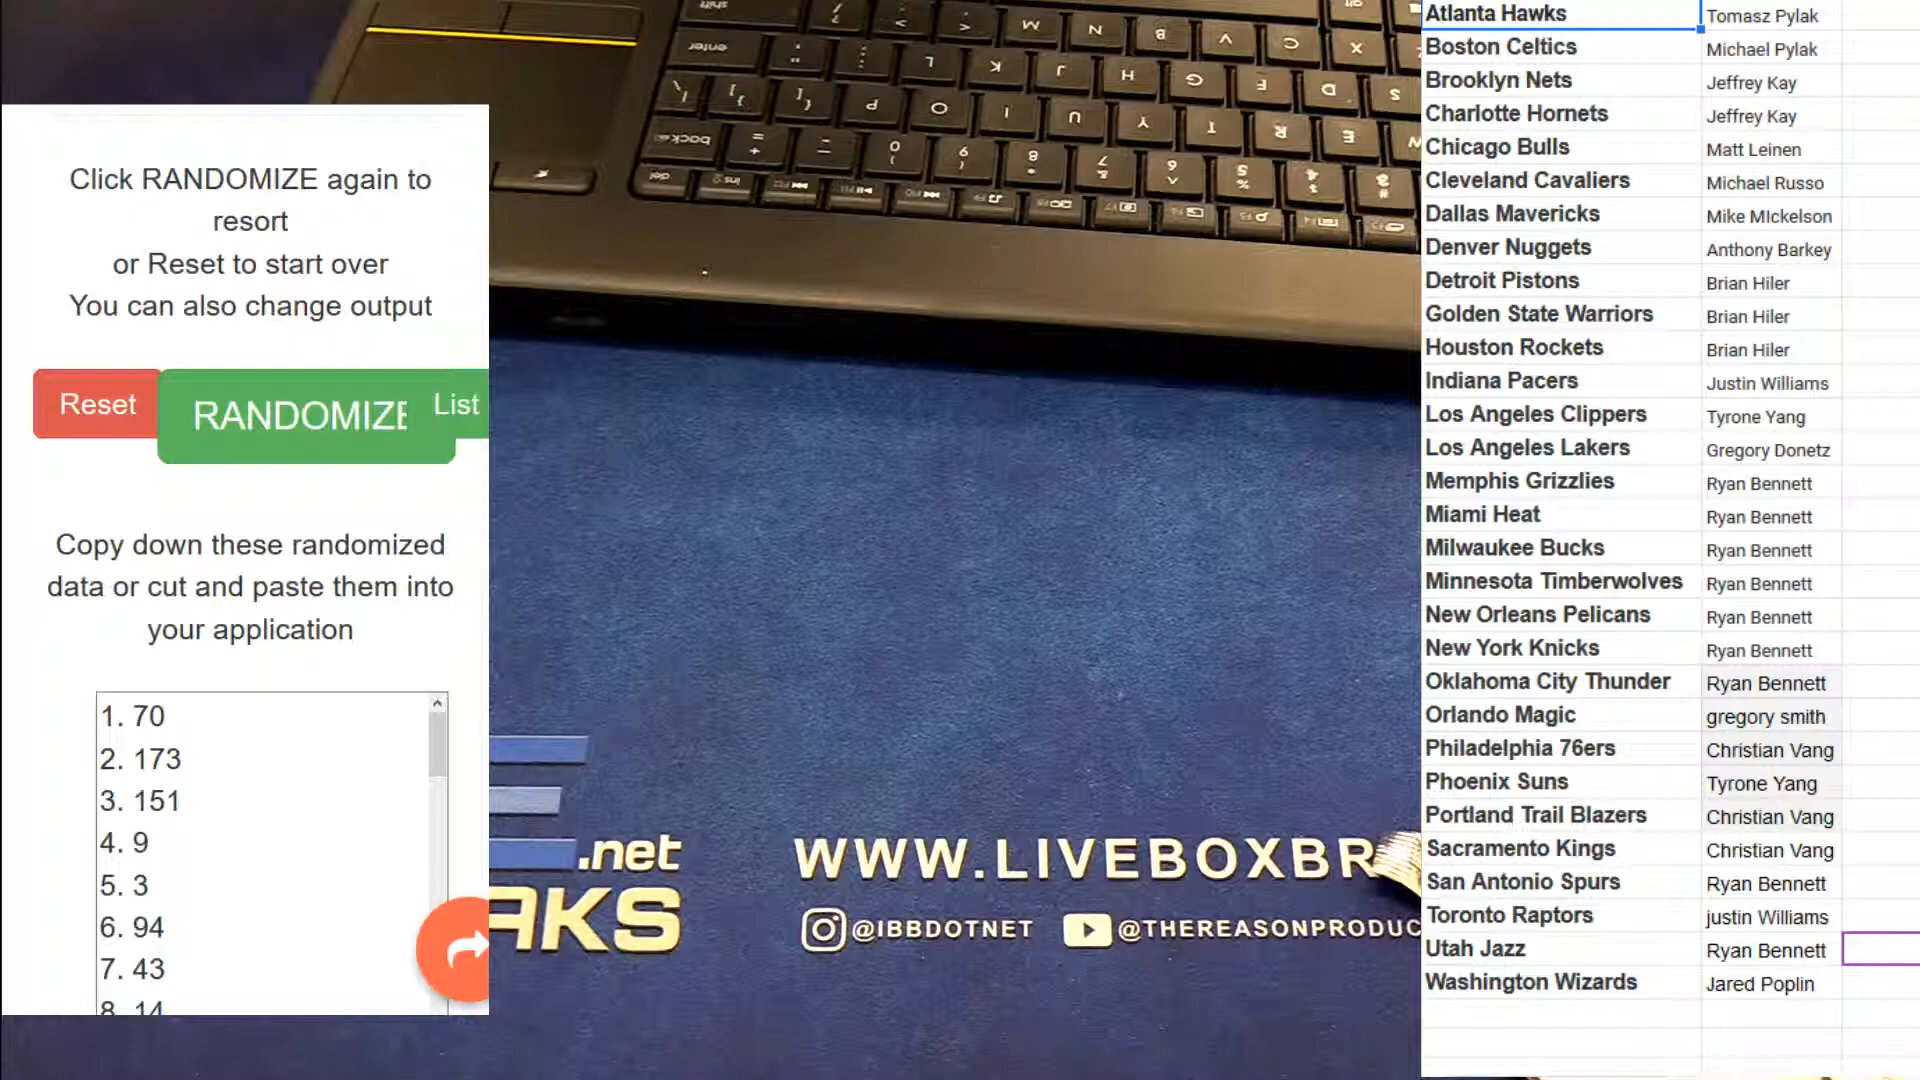 Click RANDOMIZE again to
resort
or Reset to start over
You can also change output
Reset
RANDOMIZE
List
Copy down these randomized
data or cut and paste them into
your application
1. 70
2. 173
3. 151
4. 9
5. 3
6. 94
7. 43
8. 14
shift
enter
back
del
ins
.net
AKS
WWW.LIVEBOXBR
@IBBDOTNET
@THEREASONPRODUC
Atlanta Hawks Tomasz Pylak
Boston Celtics Michael Pylak
Brooklyn Nets Jeffrey Kay
Charlotte Hornets Jeffrey Kay
Chicago Bulls Matt Leinen
Cleveland Cavaliers Michael Russo
Dallas Mavericks Mike MIckelson
Denver Nuggets Anthony Barkey
Detroit Pistons Brian Hiler
Golden State Warriors Brian Hiler
Houston Rockets Brian Hiler
Indiana Pacers Justin Williams
Los Angeles Clippers Tyrone Yang
Los Angeles Lakers Gregory Donetz
Memphis Grizzlies Ryan Bennett
Miami Heat Ryan Bennett
Milwaukee Bucks Ryan Bennett
Minnesota Timberwolves Ryan Bennett
New Orleans Pelicans Ryan Bennett
New York Knicks Ryan Bennett
Oklahoma City Thunder Ryan Bennett
Orlando Magic gregory smith
Philadelphia 76ers Christian Vang
Phoenix Suns Tyrone Yang
Portland Trail Blazers Christian Vang
Sacramento Kings Christian Vang
San Antonio Spurs Ryan Bennett
Toronto Raptors justin Williams
Utah Jazz Ryan Bennett
Washington Wizards Jared Poplin